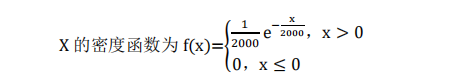 X 的密度函数为 f(x)={ 1/2000 e^(-x/2000), x > 0
0, x ≤ 0